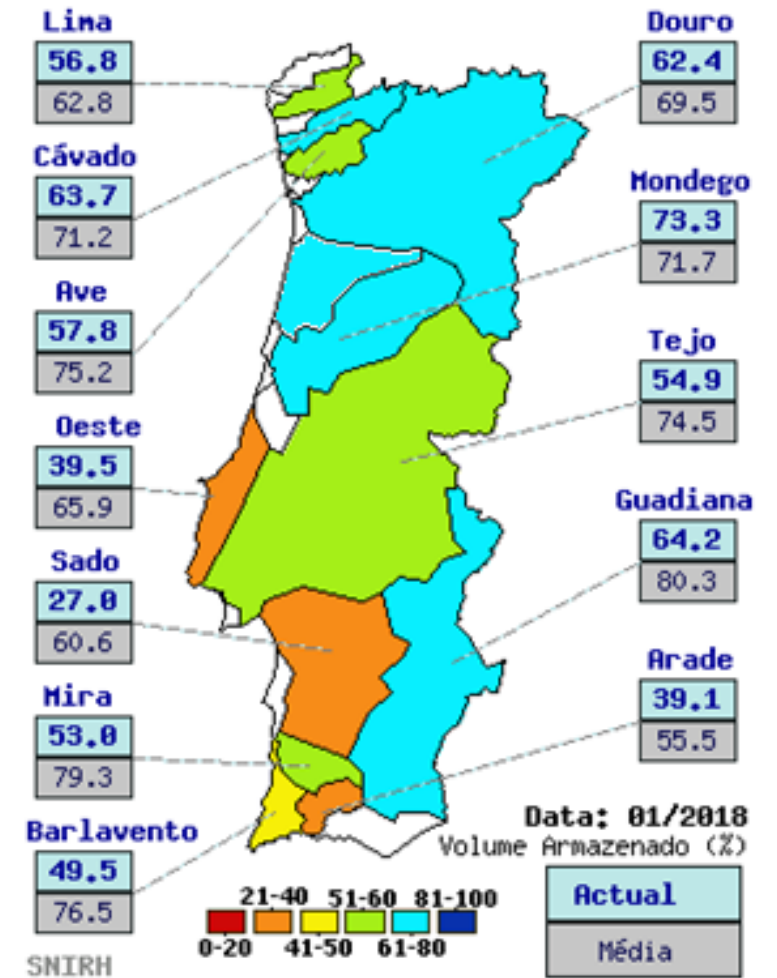 Lima
56.8
62.8
Cávado
63.7
71.2
Ave
57.8
75.2
Oeste
39.5
65.9
Sado
27.0
60.6
Mira
53.0
79.3
Barlavento
49.5
76.5
Douro
62.4
69.5
Mondego
73.3
71.7
Tejo
54.9
74.5
Guadiana
64.2
80.3
Arade
39.1
55.5
Data: 01/2018
Volume Armazenado (%)
Actual
Média
21-40 51-60 81-100
0-20 41-50 61-80
SNIRH